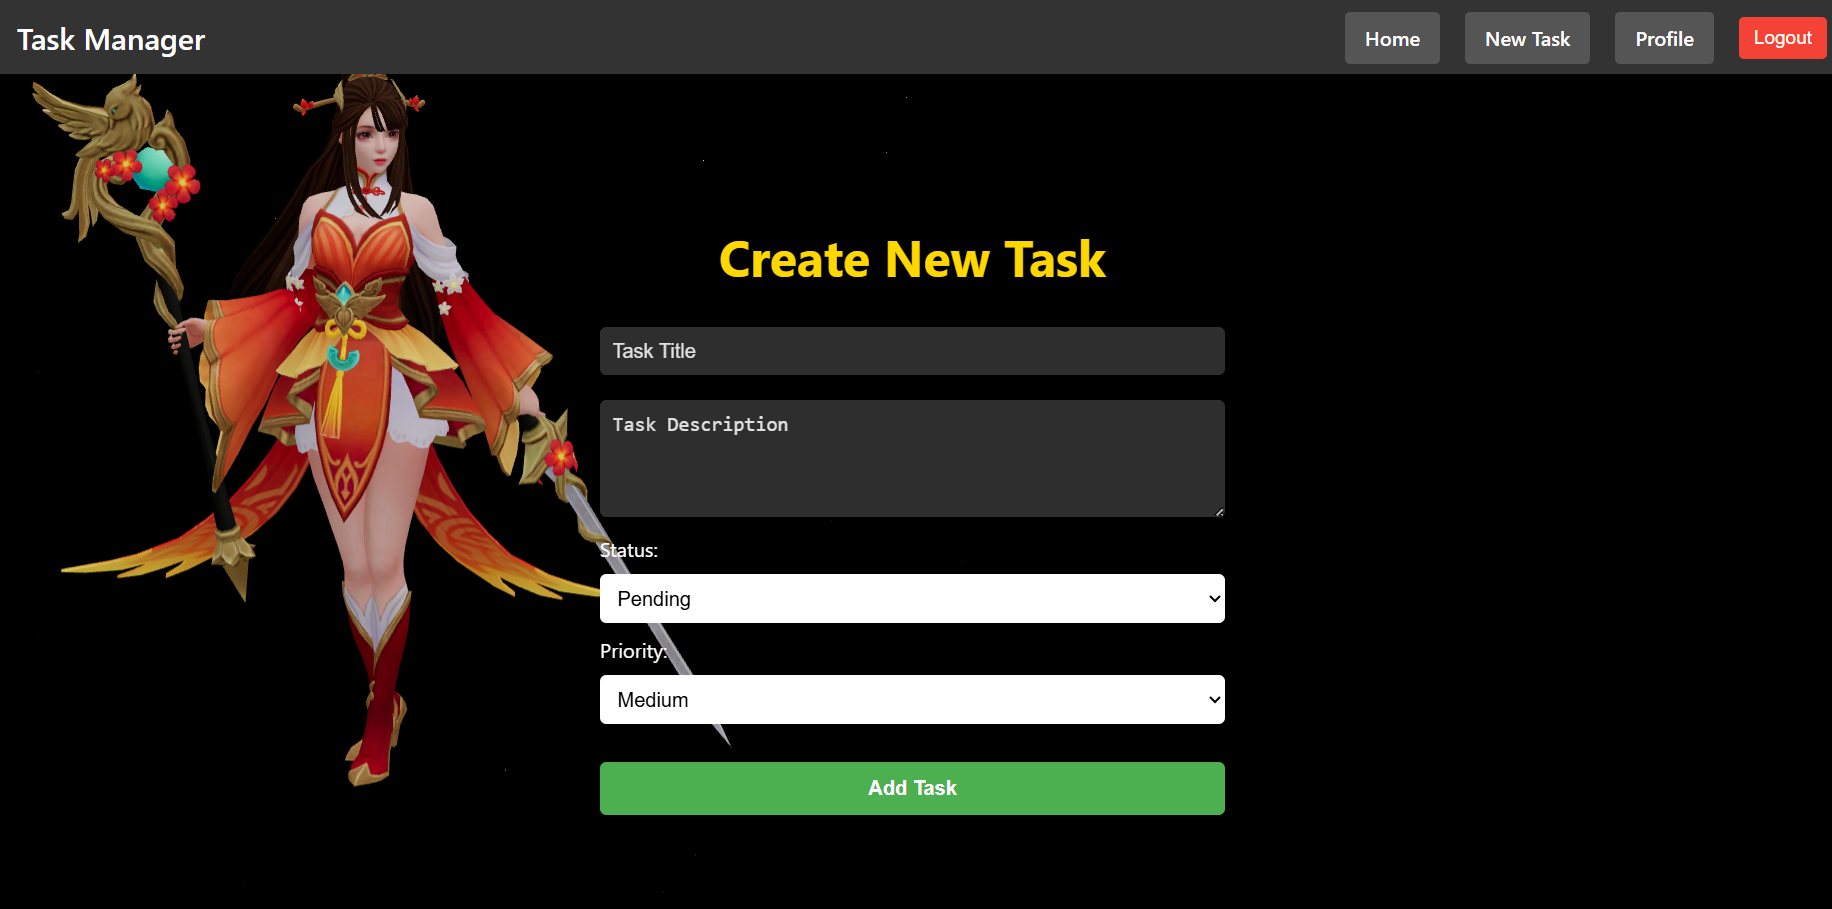 Task Manager
Home
New Task
Profile
Logout
Create New Task
Task Title
Task Description
Status:
Pending
Priority:
Medium
Add Task